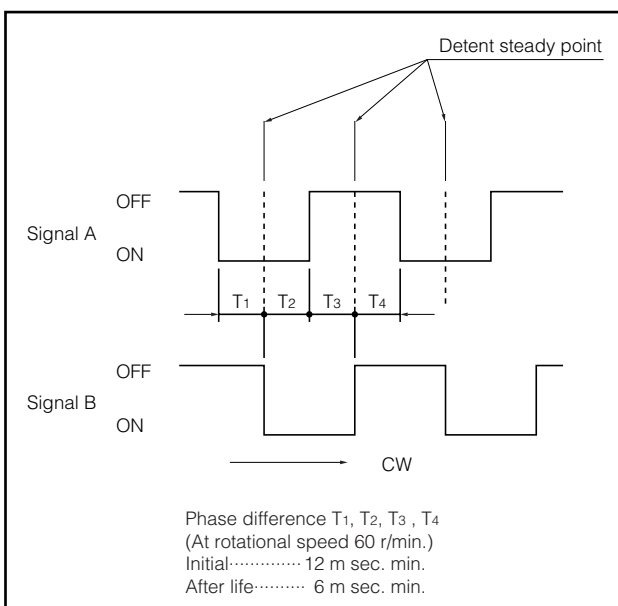 Detent steady point
OFF
Signal A
ON
T1 T2 T3 T4
OFF
Signal B
ON
CW
Phase difference T1, T2, T3 , T4
(At rotational speed 60 r/min.)
Initial·············· 12 m sec. min.
After life·········· 6 m sec. min.